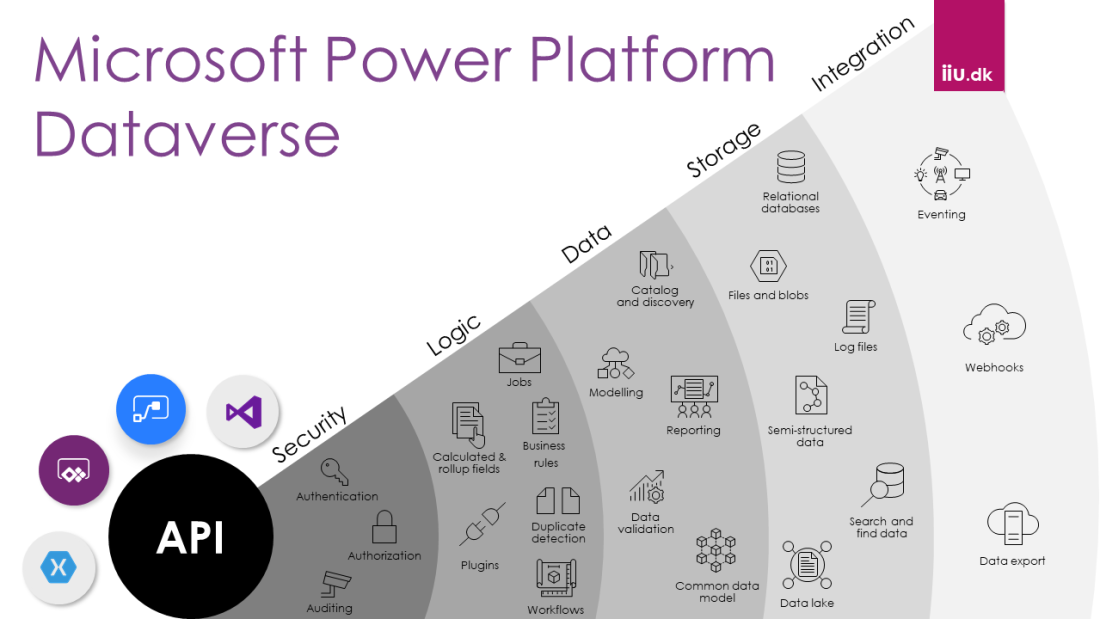 Microsoft Power Platform
Dataverse
iiu.dk
API
Security
Authentication
Authorization
Auditing
Logic
Jobs
Calculated &
rollup fields
Business
rules
Duplicate
detection
Plugins
Workflows
Data
Catalog
and discovery
Modelling
Reporting
Data
validation
Common data
model
Storage
Relational
databases
Files and blobs
Log files
Semi-structured
data
Search and
find data
Data lake
Integration
Eventing
Webhooks
Data export